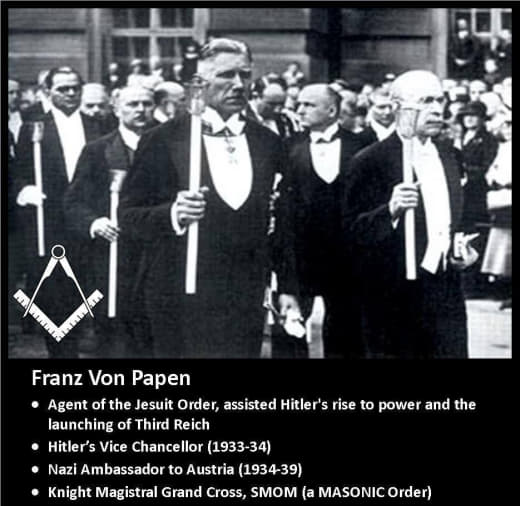 Franz Von Papen
• Agent of the Jesuit Order, assisted Hitler's rise to power and the
launching of Third Reich
• Hitler's Vice Chancellor (1933-34)
• Nazi Ambassador to Austria (1934-39)
• Knight Magistral Grand Cross, SMOM (a MASONIC Order)